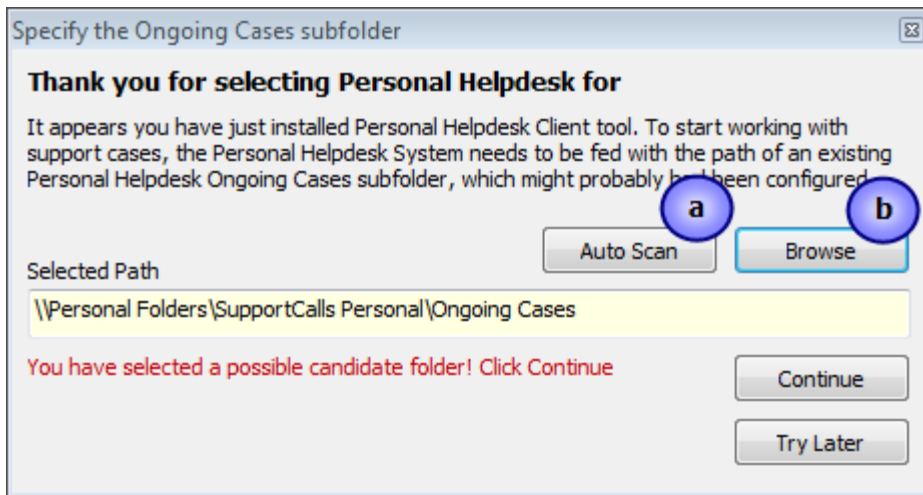 Specify the Ongoing Cases subfolder
Thank you for selecting Personal Helpdesk for
It appears you have just installed Personal Helpdesk Client tool. To start working with
support cases, the Personal Helpdesk System needs to be fed with the path of an existing
Personal Helpdesk Ongoing Cases subfolder, which might probably been configured
a
b
Auto Scan
Browse
Selected Path
\\Personal Folders\SupportCalls Personal\Ongoing Cases
You have selected a possible candidate folder! Click Continue
Continue
Try Later